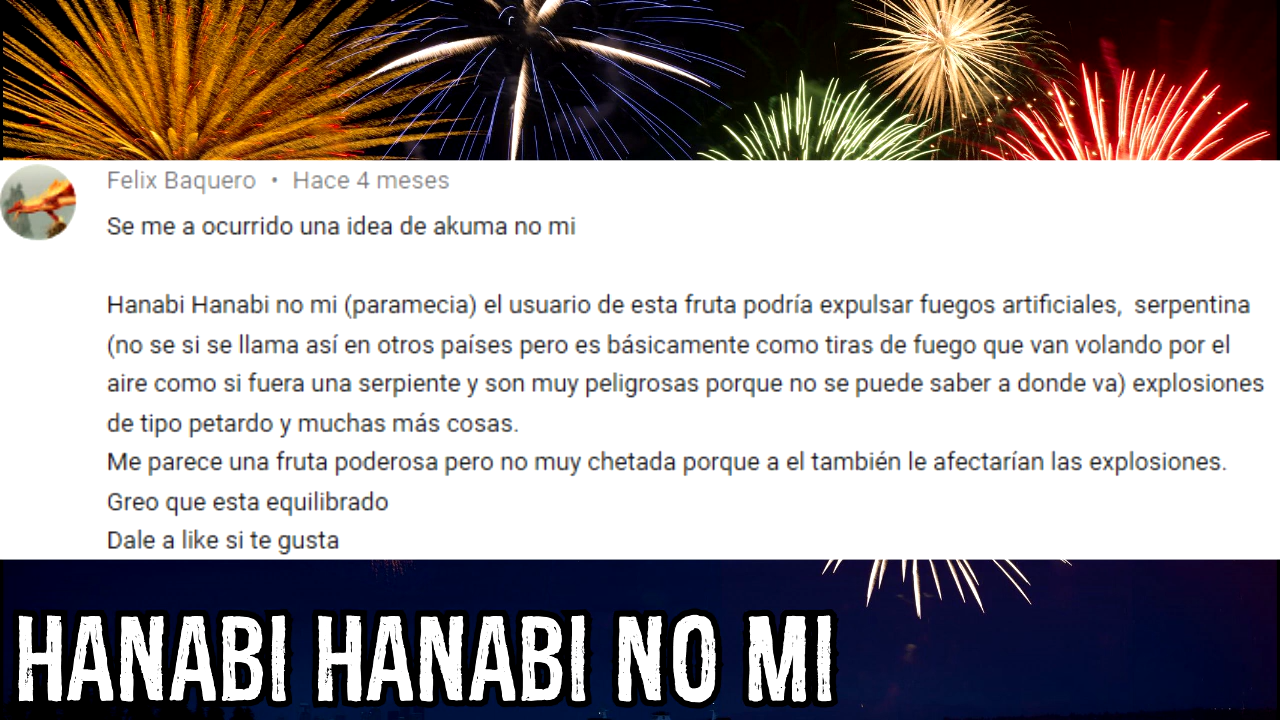 Felix Baquero • Hace 4 meses
Se me a ocurrido una idea de akuma no mi
Hanabi Hanabi no mi (paramecia) el usuario de esta fruta podría expulsar fuegos artificiales, serpentina
(no se si se llama así en otros países pero es básicamente como tiras de fuego que van volando por el
aire como si fuera una serpiente y son muy peligrosas porque no se puede saber a donde va) explosiones
de tipo petardo y muchas más cosas.
Me parece una fruta poderosa pero no muy chetada porque a el también le afectarían las explosiones.
Greo que esta equilibrado
Dale a like si te gusta
HANABI HANABI NO MI